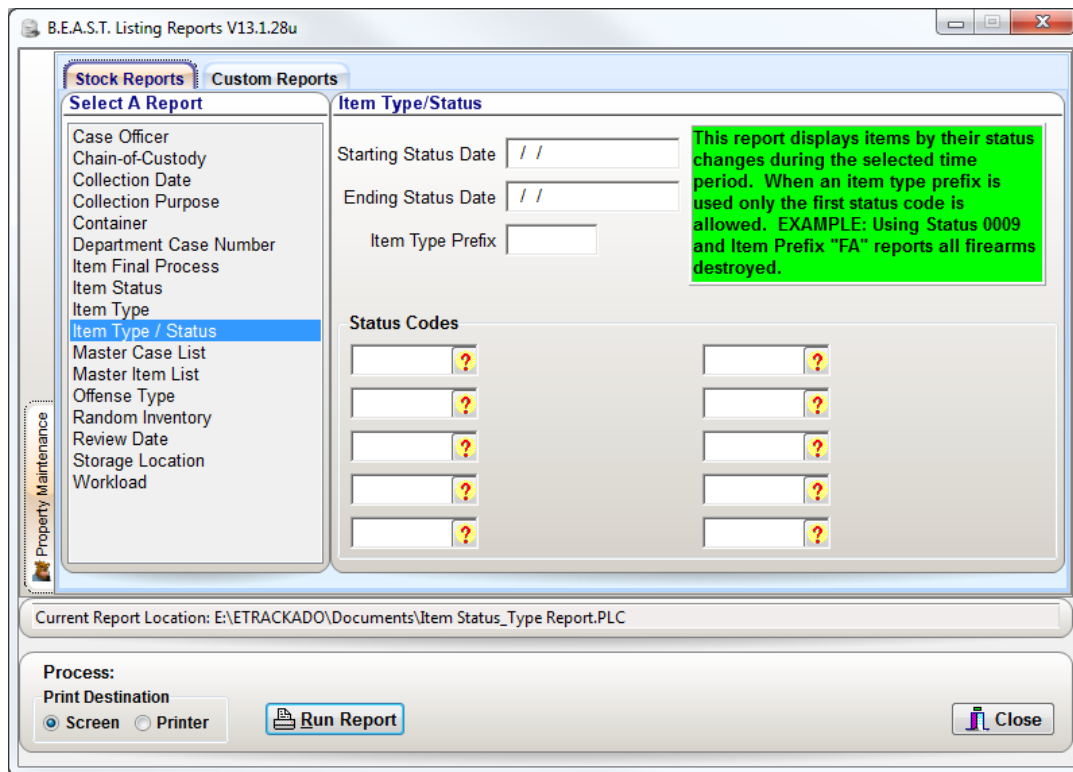 B.E.A.S.T. Listing Reports V13.1.28u
Stock Reports
Custom Reports
Select A Report
Case Officer
Chain-of-Custody
Collection Date
Collection Purpose
Container
Department Case Number
Item Final Process
Item Status
Item Type
Item Type / Status
Master Case List
Master Item List
Offense Type
Random Inventory
Review Date
Storage Location
Workload
Property Maintenance
Item Type/Status
Starting Status Date / /
Ending Status Date / /
Item Type Prefix
This report displays items by their status
changes during the selected time
period. When an item type prefix is
used only the first status code is
allowed. EXAMPLE: Using Status 0009
and Item Prefix "FA" reports all firearms
destroyed.
Status Codes
? ?
? ?
? ?
? ?
? ?
Current Report Location: E:\ETRACKADO\Documents\Item Status_Type Report.PLC
Process:
Print Destination
Screen Printer
Run Report
Close